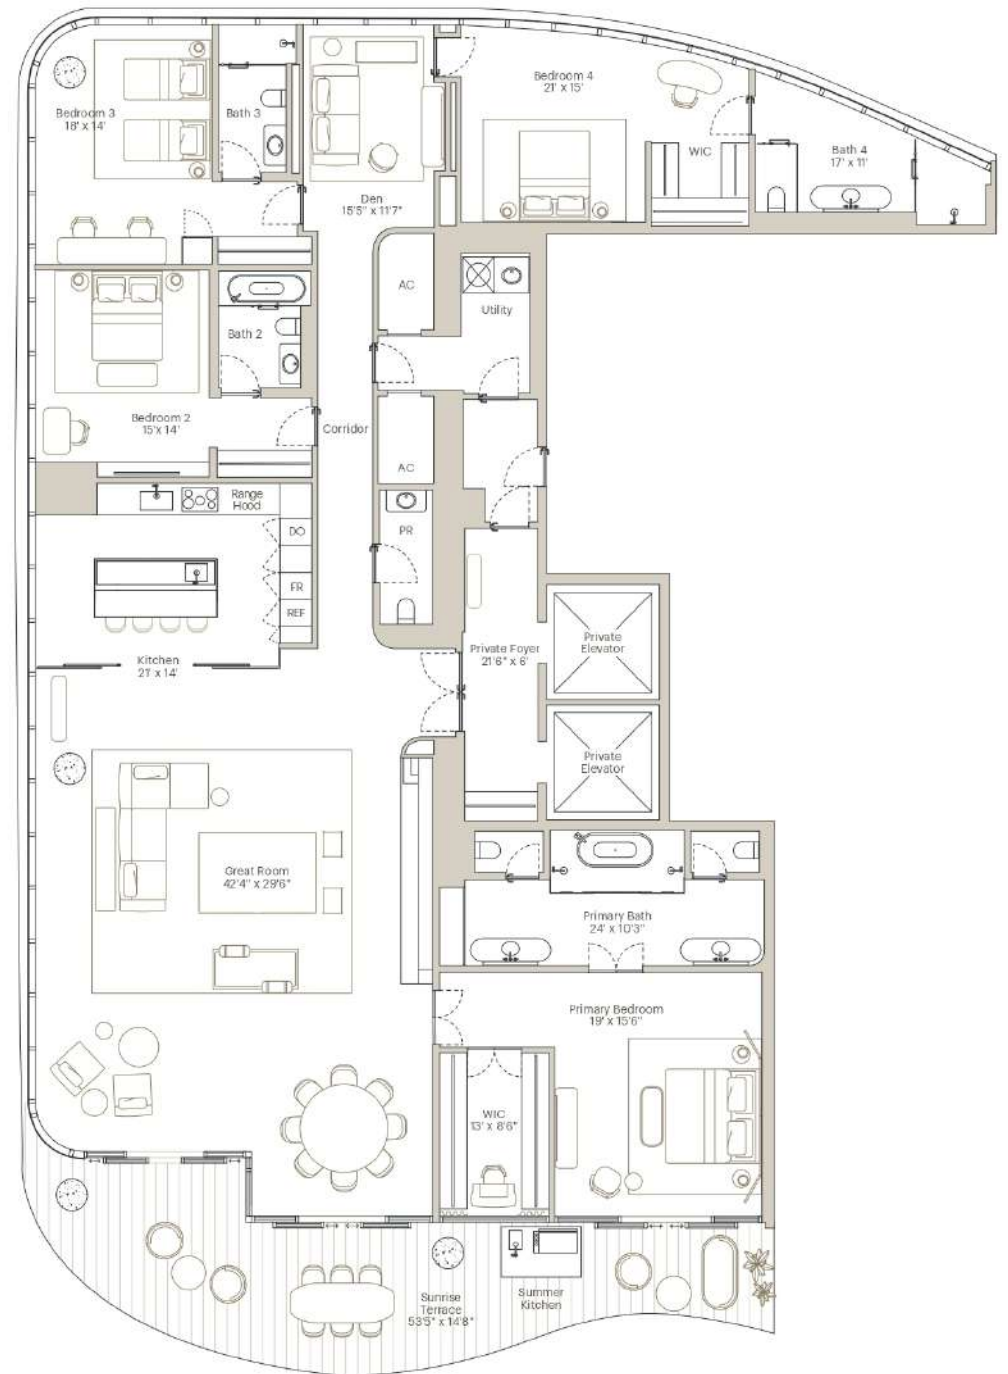 Bedroom 3
18' x 14'
Bath 3
Den
15'5" x 11'7"
Bedroom 4
21' x 15'
WIC
Bath 4
17' x 11'
AC
Utility
Bath 2
Bedroom 2
15'x 14'
Corridor
AC
Range
Hood
DO
PR
FR
REF
Kitchen
21' x 14'
Private Foyer
21'6" x 6'
Private
Elevator
Private
Elevator
Great Room
42'4" x 29'6"
Primary Bath
24' x 10'3"
Primary Bedroom
19' x 15'6"
WIC
13' x 8'6"
Sunrise
Terrace
53'5" x 14'8"
Summer
Kitchen